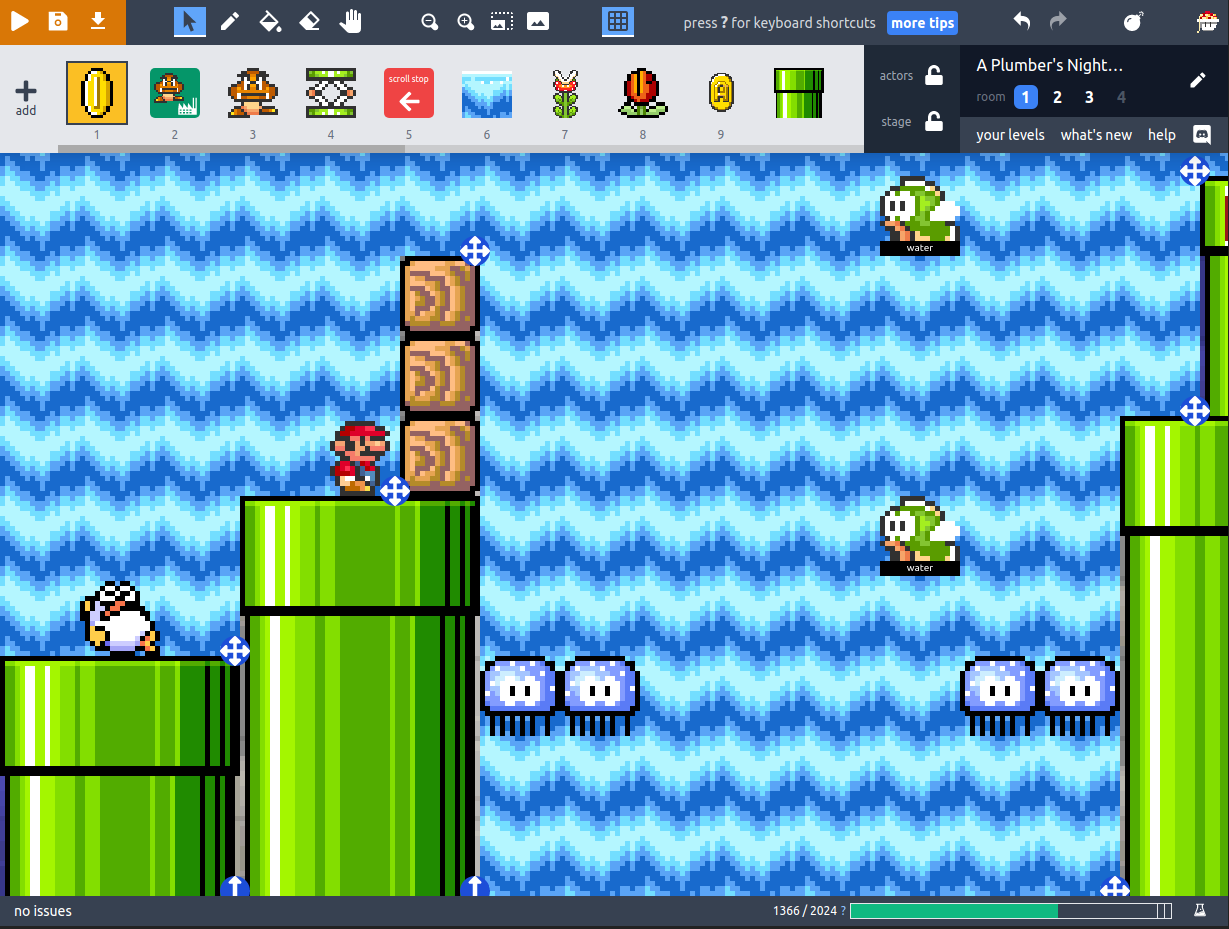 press ? for keyboard shortcuts
more tips
add
1
2
3
4
scroll stop
5
6
7
8
A
9
actors
stage
A Plumber's Night...
room 1 2 3 4
your levels what's new help
water
water
no issues
1366 / 2024 ?